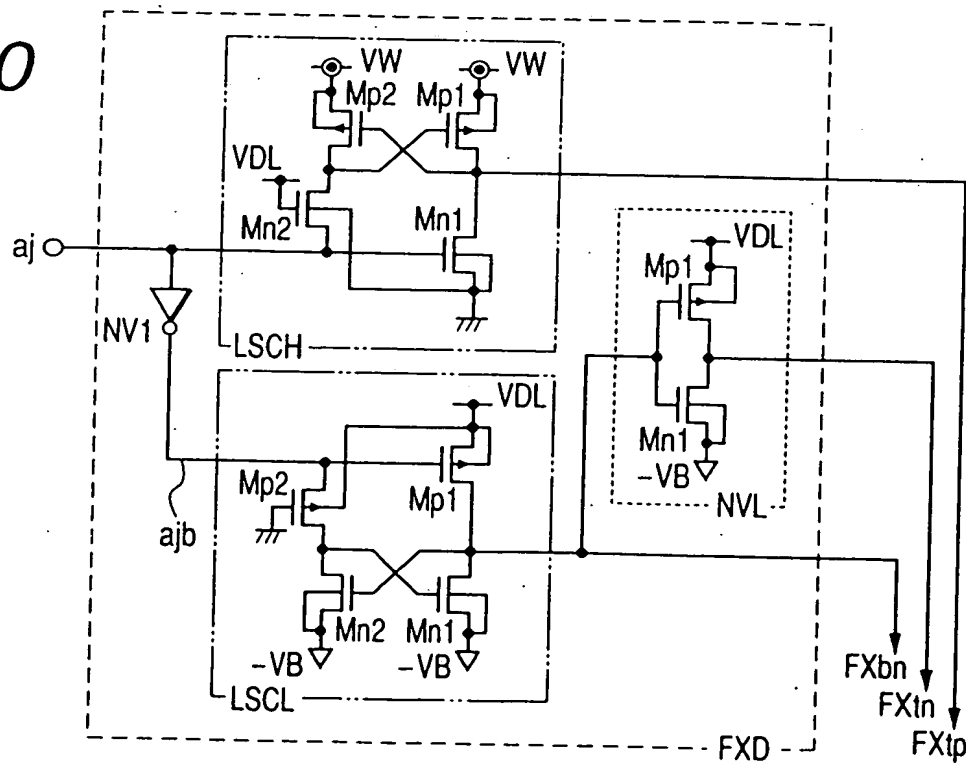 0
VW
VW
Mp2
Mp1
VDL
Mn2
Mn1
aj
NV1
LSCH
VDL
Mp1
Mn1
-VB
NVL
VDL
Mp2
Mp1
ajb
Mn2
Mn1
-VB
-VB
LSCL
FXbn
FXtn
FXtp
FXD